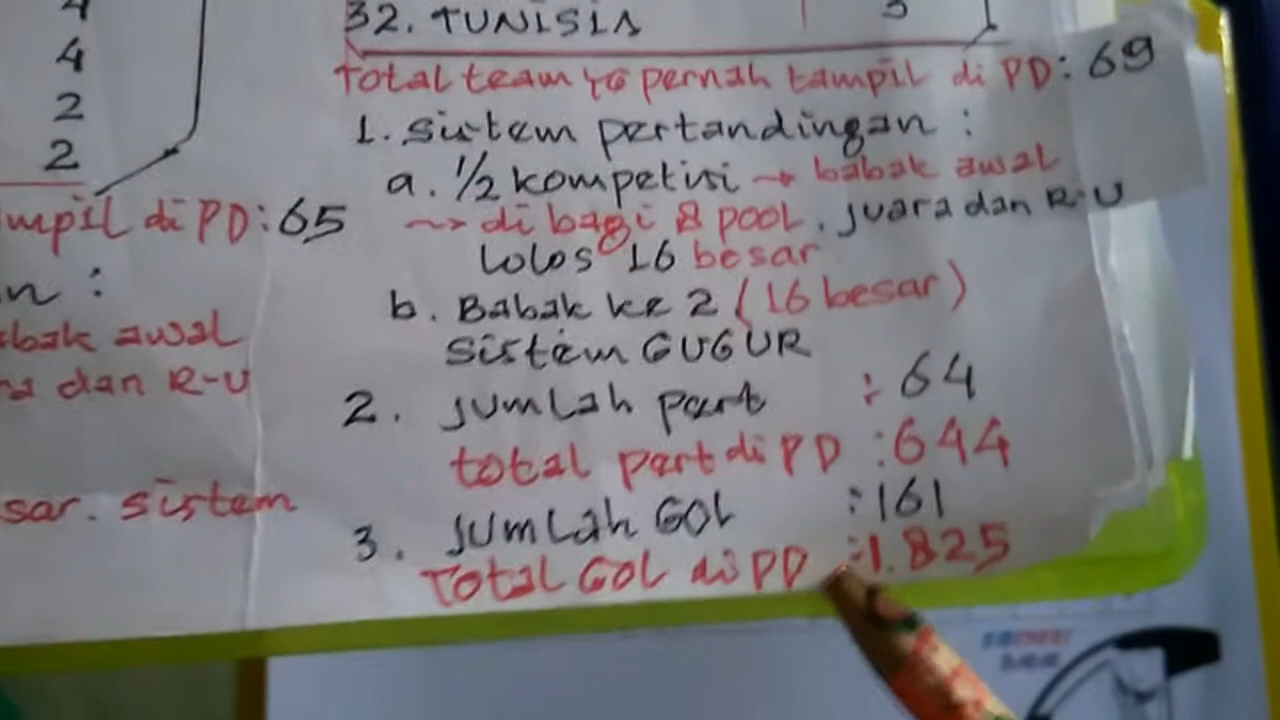 4
4
2
2
mpil di PD: 65
n :
abak awal
ra dan R-U
sar. sistem
32. TUNISIA 3
Total team yg pernah tampil di PD: 69
1. sistem pertandingan :
a. 1/2 kompetisi → babak awal
~> di bagi 8 pool. juara dan R-U
lolos 16 besar
b. Babak ke 2 (16 besar)
Sistem GUGUR
2. jumlah part : 64
total part di PD : 644
3. jumlah GOL : 161
Total GOL di PD : 1.825